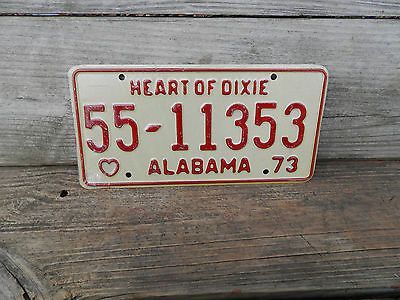 HEART OF DIXIE
55-11353
ALABAMA 73